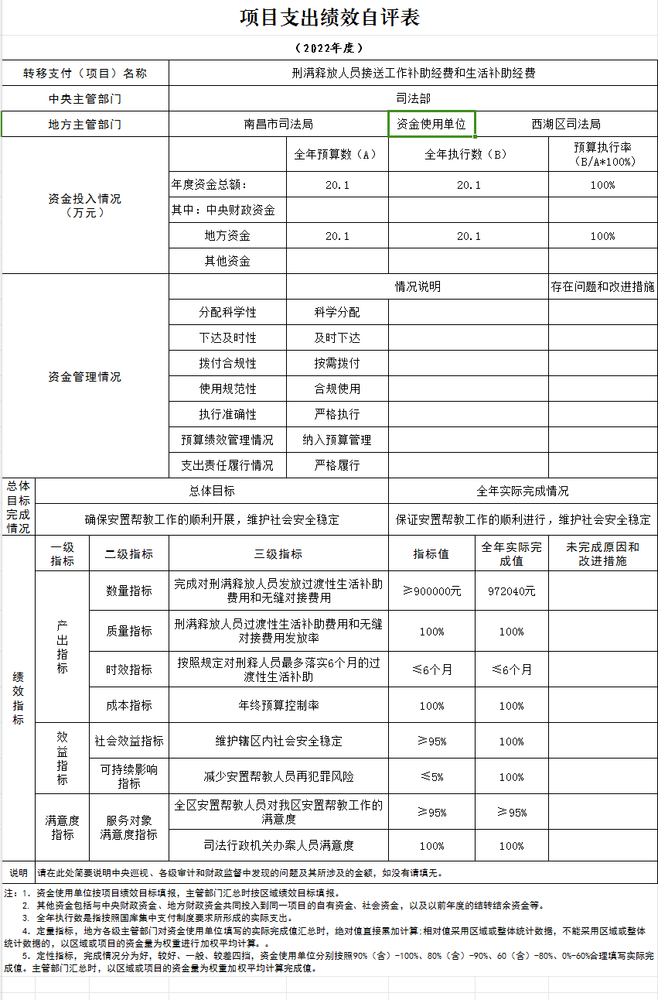 项目支出绩效自评表
（2022年度）
转移支付（项目）名称
刑满释放人员接送工作补助经费和生活补助经费
中央主管部门
司法部
地方主管部门
南昌市司法局
资金使用单位
西湖区司法局
资金投入情况
（万元）
全年预算数（A）
全年执行数（B）
预算执行率
（B/A*100%)
年度资金总额：
20.1
20.1
100%
其中：中央财政资金
地方资金
20.1
20.1
100%
其他资金
资金管理情况
情况说明
存在问题和改进措施
分配科学性
科学分配
下达及时性
及时下达
拨付合规性
按需拨付
使用规范性
合规使用
执行准确性
严格执行
预算绩效管理情况
纳入预算管理
支出责任履行情况
严格履行
总体
目标
完成
情况
总体目标
全年实际完成情况
确保安置帮教工作的顺利开展，维护社会安全稳定
保证安置帮教工作的顺利进行，维护社会安全稳定
绩
效
指
标
一级
指标
二级指标
三级指标
指标值
全年实际完
成值
未完成原因和
改进措施
产
出
指
标
数量指标
完成对刑满释放人员发放过渡性生活补助
费用和无缝对接费用
≥900000元
972040元
质量指标
刑满释放人员过渡性生活补助费用和无缝
对接费用发放率
100%
100%
时效指标
按照规定对刑释人员最多落实6个月的过
渡性生活补助
≤6个月
≤6个月
成本指标
年终预算控制率
100%
100%
效
益
指
标
社会效益指标
维护辖区内社会安全稳定
≥95%
100%
可持续影响
指标
减少安置帮教人员再犯罪风险
≤5%
100%
满意度
指标
服务对象
满意度指标
全区安置帮教人员对我区安置帮教工作的
满意度
≥95%
≥95%
司法行政机关办案人员满意度
100%
100%
说明
请在此处简要说明中央巡视、各级审计和财政监督中发现的问题及其所涉及的金额，如没有请填无。
注：1．资金使用单位按项目绩效目标填报，主管部门汇总时按区域绩效目标填报。
2．其他资金包括与中央财政资金、地方财政资金共同投入到同一项目的自有资金、社会资金，以及以前年度的结转结余资金等。
3．全年执行数是指按照国库集中支付制度要求所形成的实际支出。
4．定量指标，地方各级主管部门对资金使用单位填写的实际完成值汇总时，绝对值直接累加计算;相对值采用区域或整体统计数据，不能采用区域或整体
统计数据的，以区域或项目的资金量为权重进行加权平均计算。。
5．定性指标，完成情况分为好，较好、一般、较差四挡，资金使用单位分别按照90%（含）-100%、80%（含）-90%、60（含）-80%、0%-60%合理填写实际完
成值。主管部门汇总时，以区域或项目的资金量为权重加权平均计算完成值。